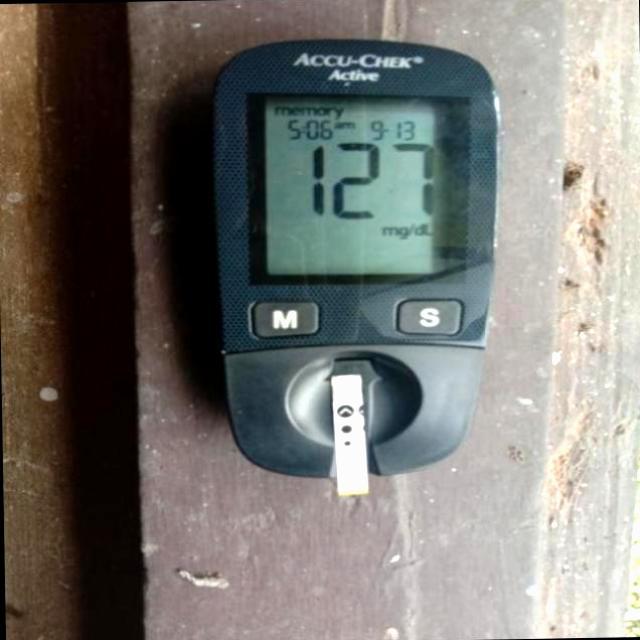 ACCU-CHEK®
Active
memory
5:06 am 9-13
127
mg/dL
M
S